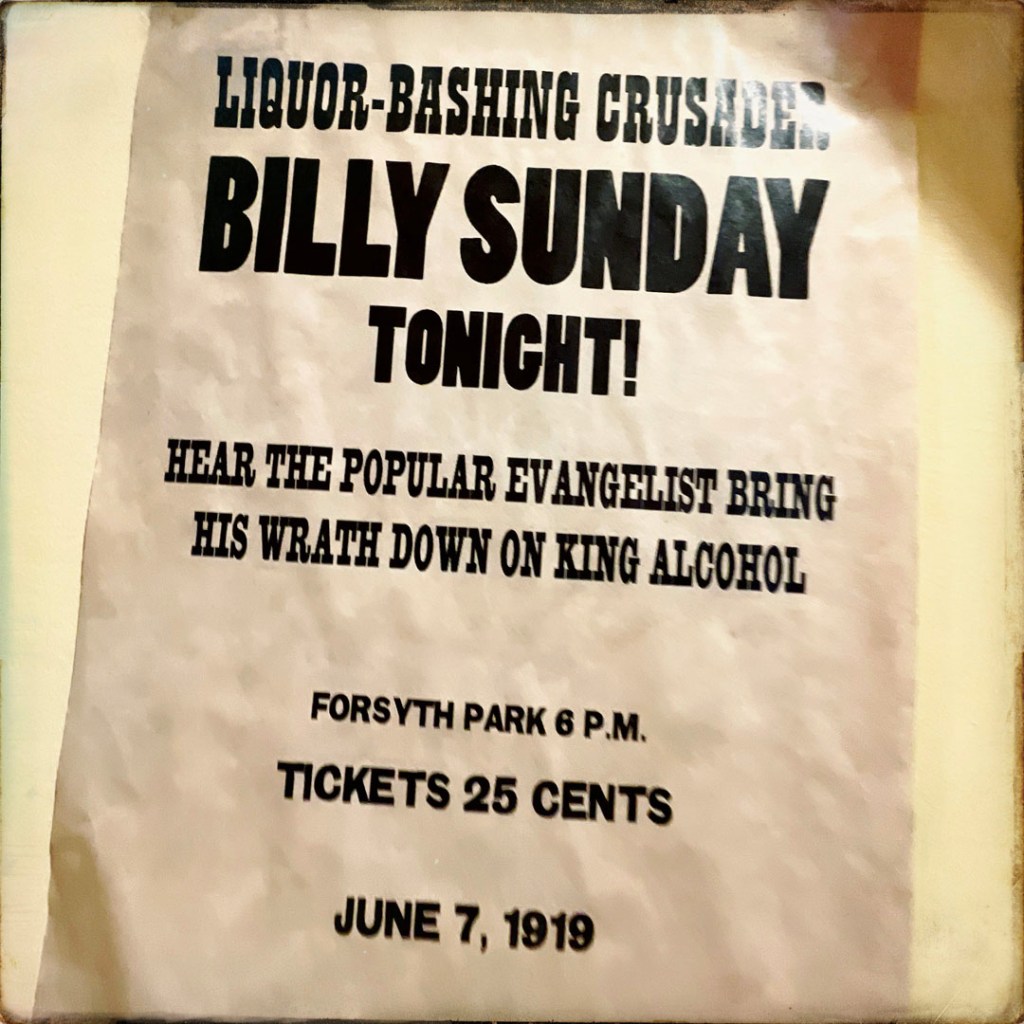 LIQUOR-BASHING CRUSADER
BILLY SUNDAY
TONIGHT!
HEAR THE POPULAR EVANGELIST BRING
HIS WRATH DOWN ON KING ALCOHOL
FORSYTH PARK 6 P.M.
TICKETS 25 CENTS
JUNE 7, 1919